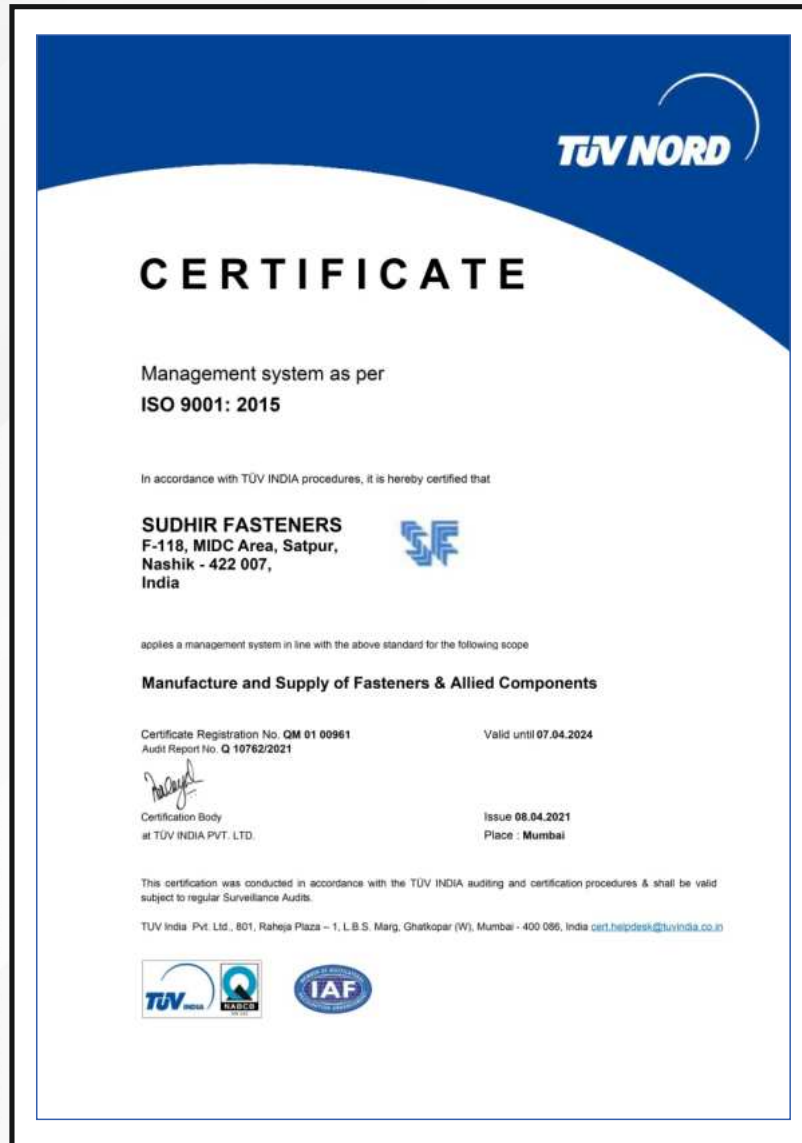 TÜV NORD
CERTIFICATE
Management system as per
ISO 9001: 2015
In accordance with TÜV INDIA procedures, it is hereby certified that
SUDHIR FASTENERS
F-118, MIDC Area, Satpur,
Nashik - 422 007,
India
SF
applies a management system in line with the above standard for the following scope
Manufacture and Supply of Fasteners & Allied Components
Certificate Registration No. QM 01 00961
Audit Report No. Q 10762/2021
Valid until 07.04.2024
Certification Body
at TÜV INDIA PVT. LTD.
Issue 08.04.2021
Place : Mumbai
This certification was conducted in accordance with the TÜV INDIA auditing and certification procedures & shall be valid
subject to regular Surveillance Audits.
TUV India Pvt. Ltd., 801, Raheja Plaza – 1, L.B.S. Marg, Ghatkopar (W), Mumbai - 400 086, India cert.helpdesk@tuvindia.co.in
TÜV INDIA
NABCB
IAF